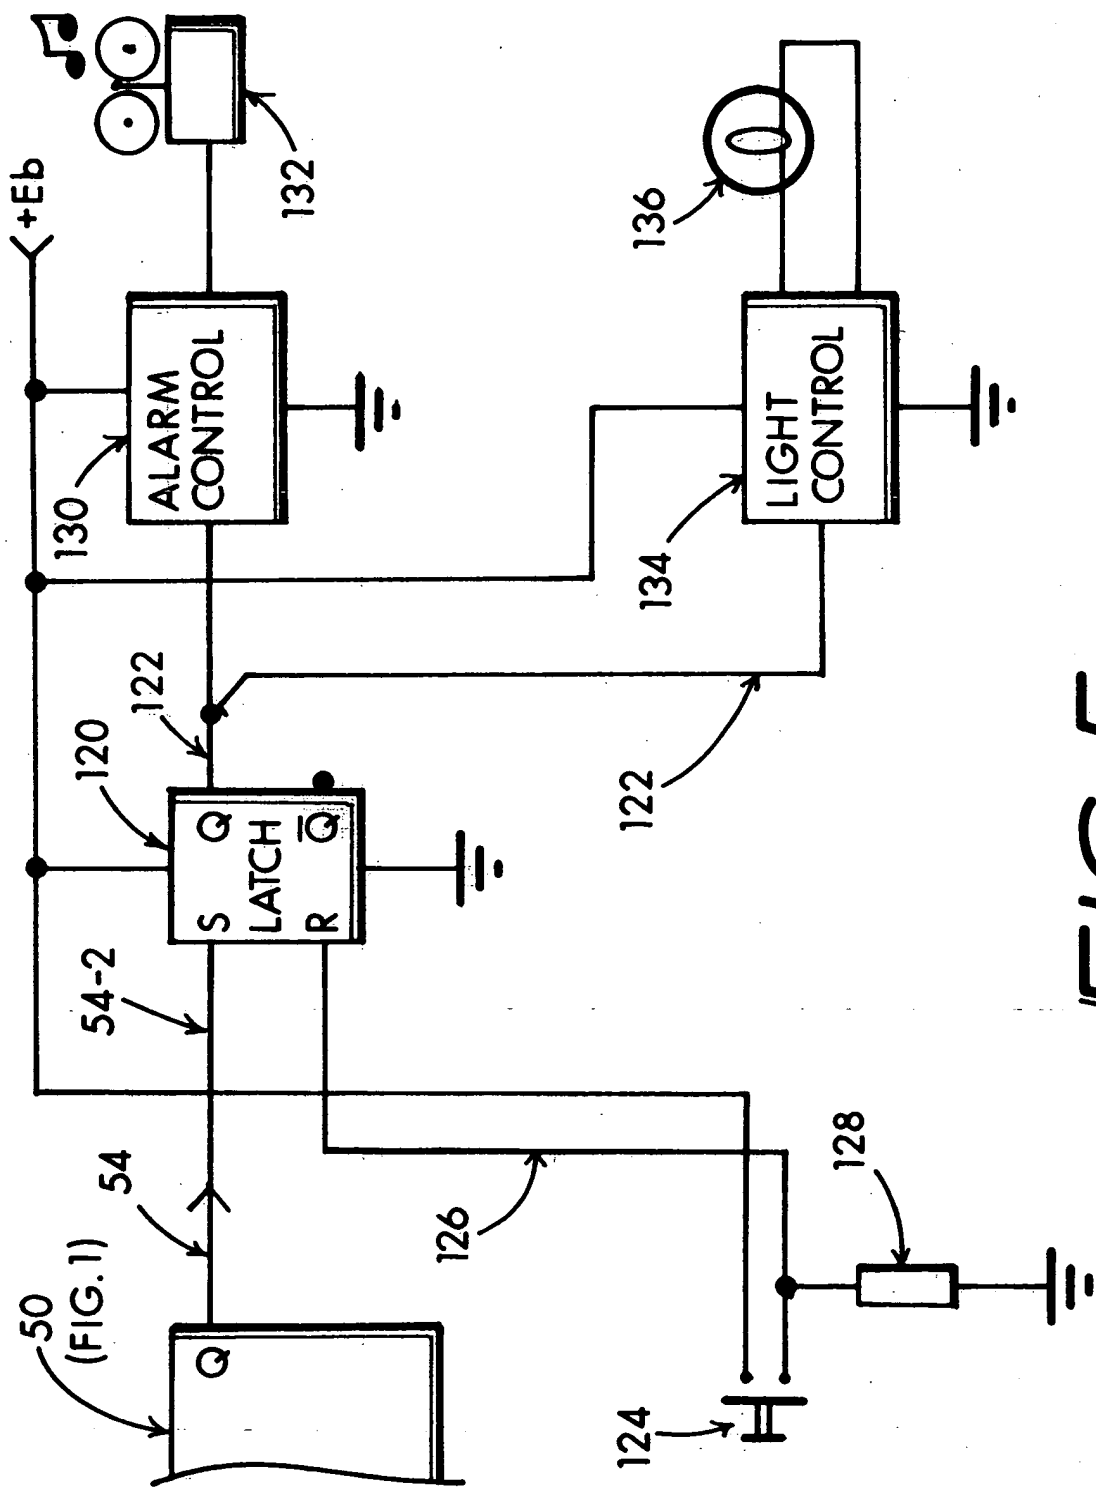 +Eb
50
(FIG. 1)
54
54-2
120
122
130
132
Q
S
Q
LATCH
R
Q̅
ALARM
CONTROL
126
122
134
136
LIGHT
CONTROL
124
128